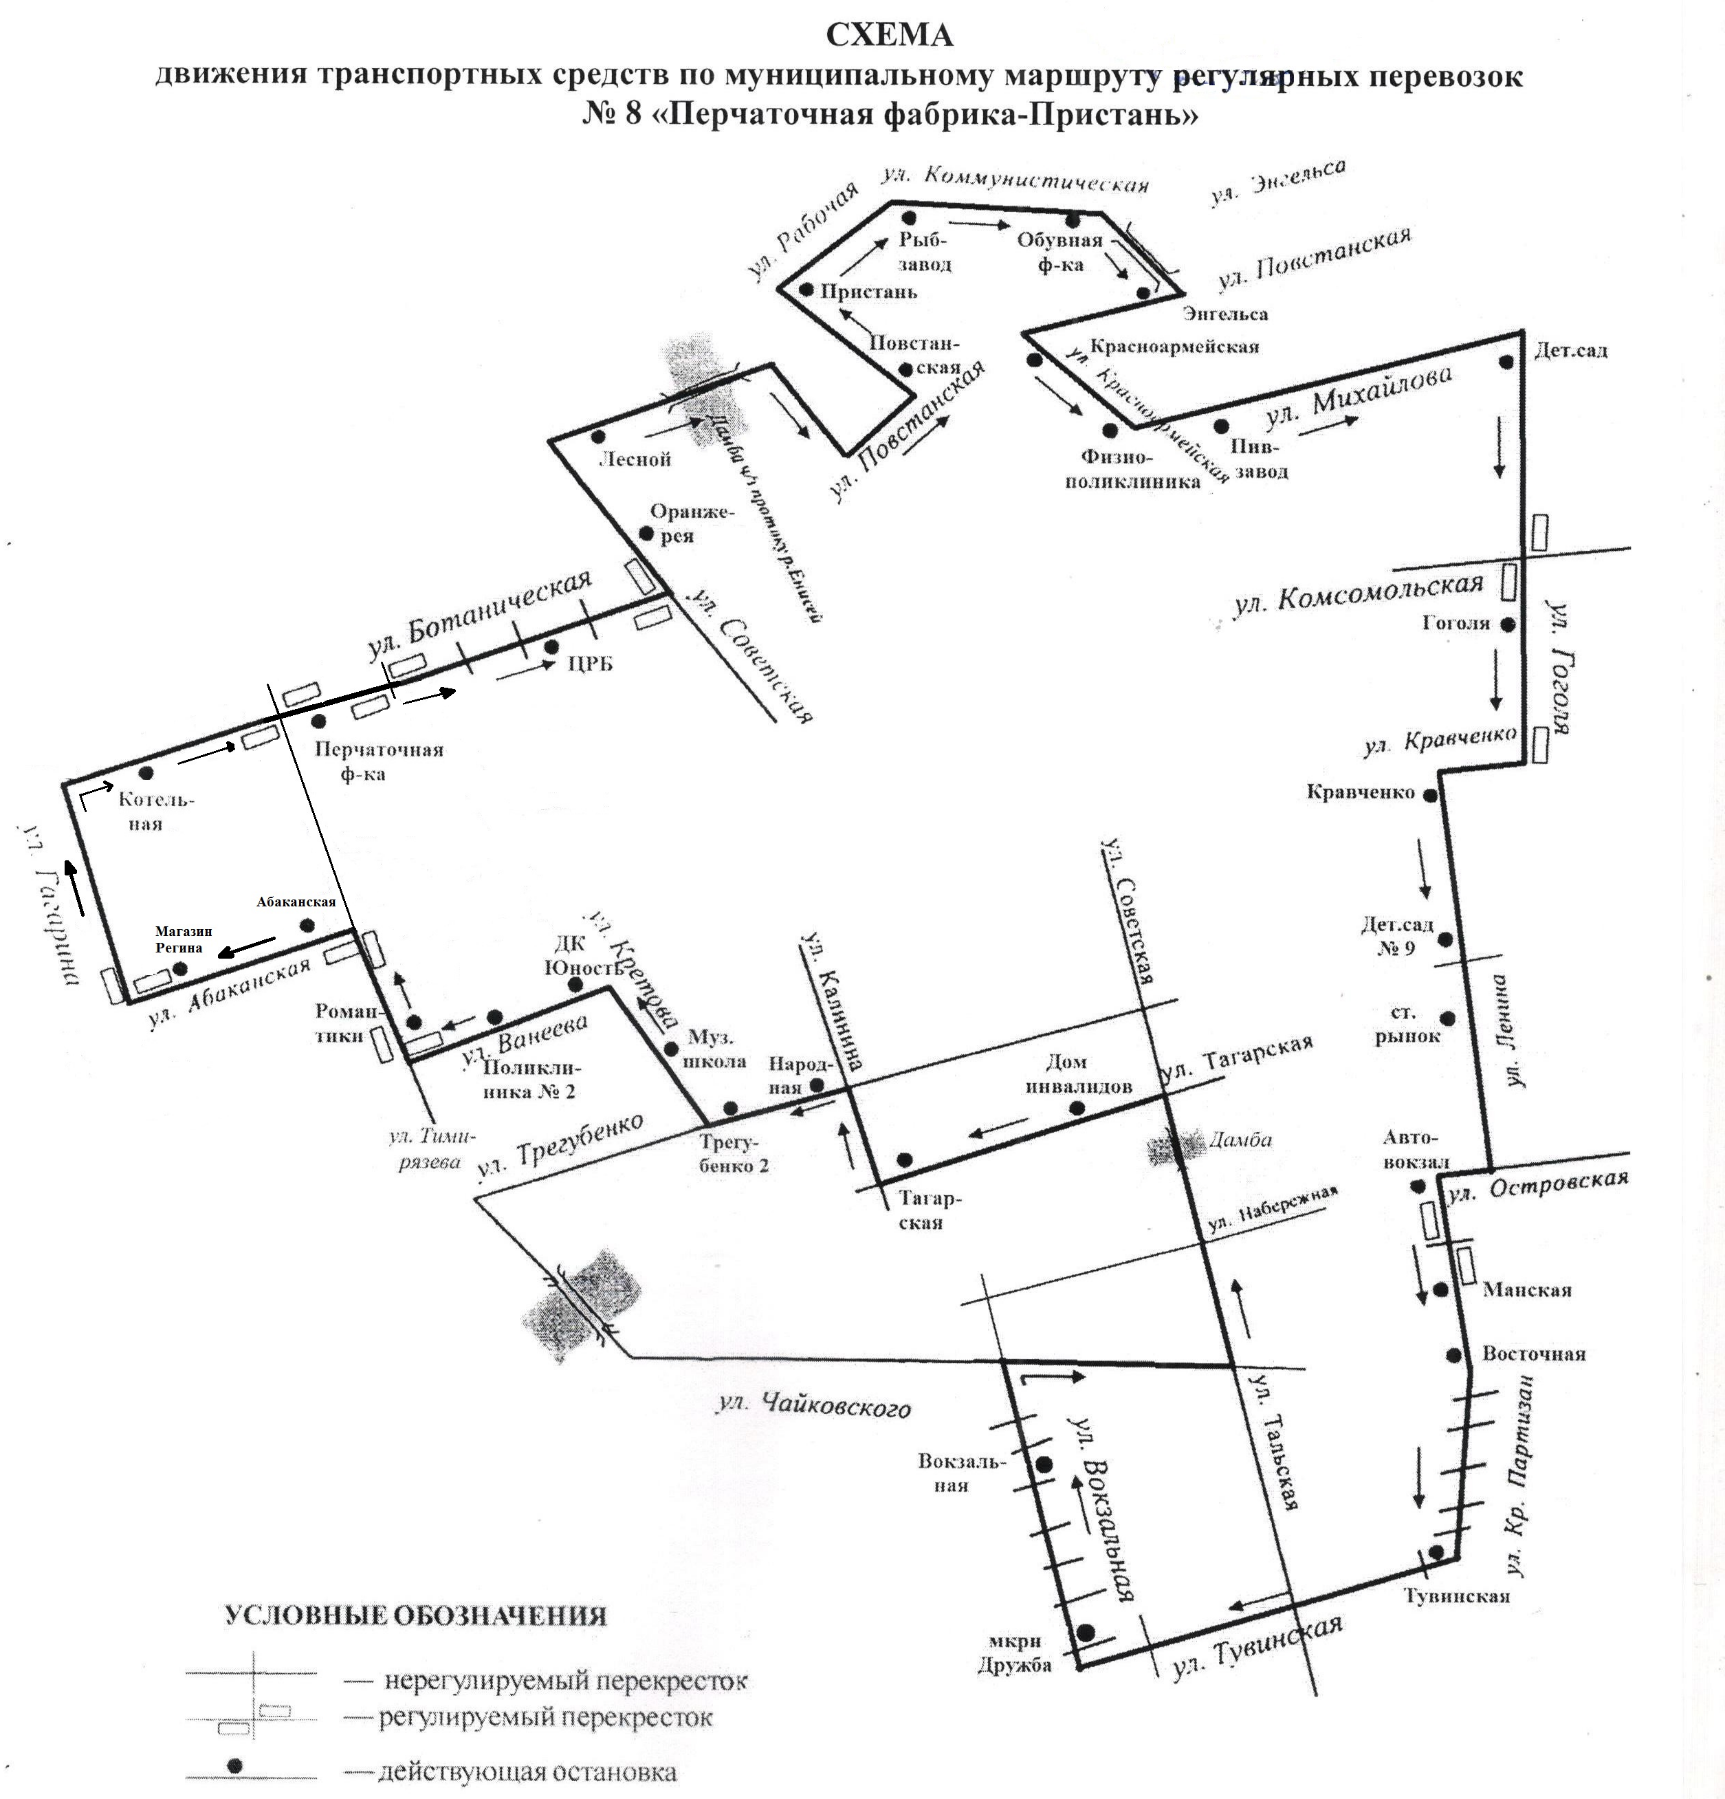 СХЕМА
движения транспортных средств по муниципальному маршруту регулярных перевозок
№ 8 «Перчаточная фабрика-Пристань»
ул. Коммунистическая
ул. Энгельса
ул. Рабочая
ул. Повстанская
Рыб-
завод
Обувная
ф-ка
Пристань
Энгельса
Повстан-
ская
Красноармейская
Дет.сад
ул. Красноармейская
ул. Михайлова
ул. Повстанская
Физио-
поликлиника
Пив-
завод
Лесной
Дамба ч/з протоку р.Енисей
Оранже-
рея
ул. Ботаническая
ул. Советская
ЦРБ
ул. Комсомольская
Гоголя
ул. Гоголя
Перчаточная
ф-ка
Котель-
ная
ул. Кравченко
Кравченко
ул. Гагарина
Абаканская
Магазин
Регина
ул. Абаканская
Роман-
тики
ДК
Юность
ул. Кретова
ул. Ванеева
Поликли-
ника № 2
Муз.
школа
ул. Калинина
ул. Советская
Дет.сад
№ 9
ст.
рынок
ул. Ленина
Народ-
ная
Дом
инвалидов
ул. Тагарская
ул. Тими-
рязева
ул. Трегубенко
Трегу-
бенко 2
Тагар-
ская
Дамба
Авто-
вокзал
ул. Островская
ул. Набережная
Манская
Восточная
ул. Чайковского
ул. Тальская
ул. Кр. Партизан
Вокзаль-
ная
ул. Вокзальная
Тувинская
мкрн
Дружба
ул. Тувинская
УСЛОВНЫЕ ОБОЗНАЧЕНИЯ
— нерегулируемый перекресток
— регулируемый перекресток
— действующая остановка